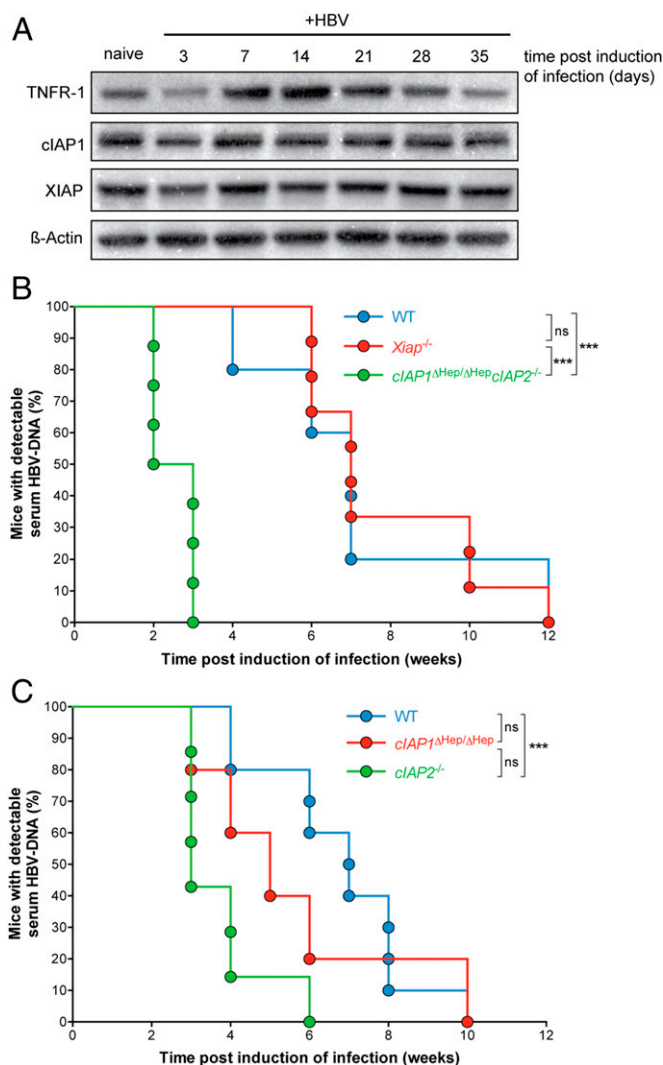 A
+HBV
naive 3 7 14 21 28 35 time post induction
of infection (days)
TNFR-1
cIAP1
XIAP
ß-Actin
B
Mice with detectable
serum HBV-DNA (%)
100
90
80
70
60
50
40
30
20
10
0
0 2 4 6 8 10 12
Time post induction of infection (weeks)
WT
Xiap-/-
cIAP1ΔHep/ΔHepcIAP2-/-
ns
***
***
C
Mice with detectable
serum HBV-DNA (%)
100
90
80
70
60
50
40
30
20
10
0
0 2 4 6 8 10 12
Time post induction of infection (weeks)
WT
cIAP1ΔHep/ΔHep
cIAP2-/-
ns
ns
***